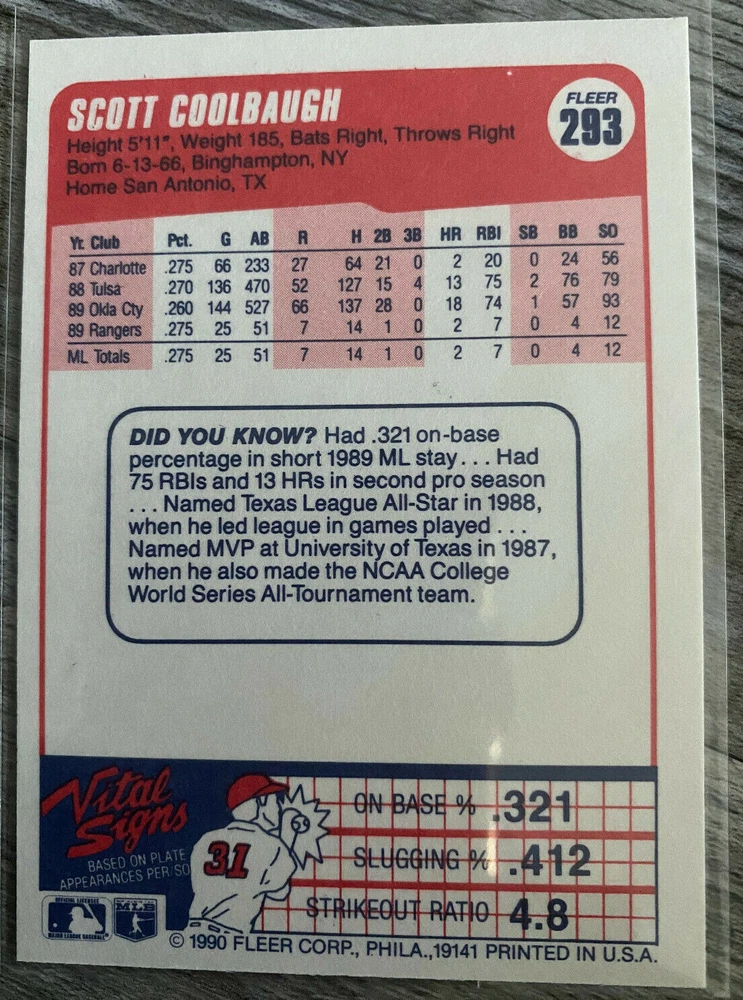 SCOTT COOLBAUGH
FLEER
293
Height 5'11", Weight 185, Bats Right, Throws Right
Born 6-13-66, Binghampton, NY
Home San Antonio, TX
Yr. Club Pct. G AB R H 2B 3B HR RBI SB BB SO
87 Charlotte .275 66 233 27 64 21 0 2 20 0 24 56
88 Tulsa .270 136 470 52 127 15 4 13 75 2 76 79
89 Okla Cty .260 144 527 66 137 28 0 18 74 1 57 93
89 Rangers .275 25 51 7 14 1 0 2 7 0 4 12
ML Totals .275 25 51 7 14 1 0 2 7 0 4 12
DID YOU KNOW? Had .321 on-base
percentage in short 1989 ML stay . . . Had
75 RBIs and 13 HRs in second pro season
. . . Named Texas League All-Star in 1988,
when he led league in games played . . .
Named MVP at University of Texas in 1987,
when he also made the NCAA College
World Series All-Tournament team.
Vital
Signs
BASED ON PLATE
APPEARANCES PER/SO
31
ON BASE % .321
SLUGGING % .412
STRIKEOUT RATIO 4.8
OFFICIAL LICENSEE
MAJOR LEAGUE BASEBALL
MLS
© 1990 FLEER CORP., PHILA., 19141 PRINTED IN U.S.A.